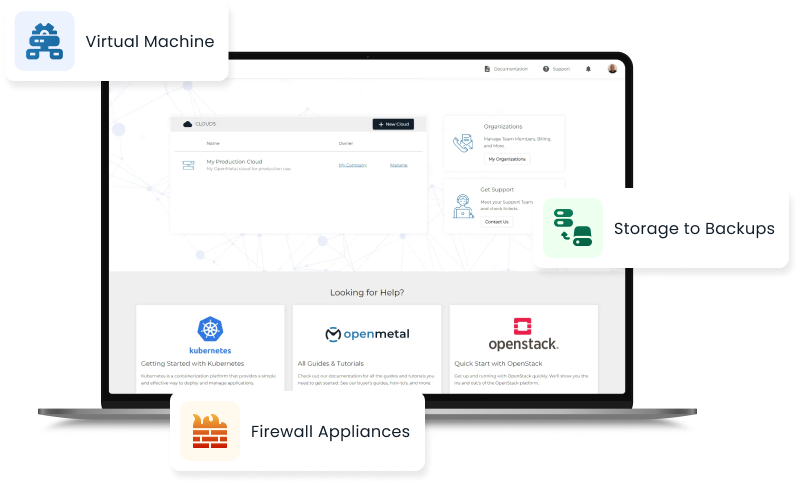 Virtual Machine
Documentation
Support
CLOUDS
+ New Cloud
Name
Owner
My Production Cloud
My OpenMetal cloud for production use.
My Company
Manage
Organizations
Manage Team Members, Billing,
and More.
My Organizations
Get Support
Meet your Support Team
and check tickets.
Contact Us
Storage to Backups
Looking for Help?
kubernetes
Getting Started with Kubernetes
Kubernetes is a containerization platform that provides a simple
and effective way to deploy and manage applications.
openmetal
All Guides & Tutorials
Check out our documentation for all the guides and tutorials you
need to get started. See our buyer's guides, how-to's, and more.
openstack.
Quick Start with OpenStack
Get up and running with OpenStack quickly. We'll show you the
ins and outs of the OpenStack platform.
Firewall Appliances